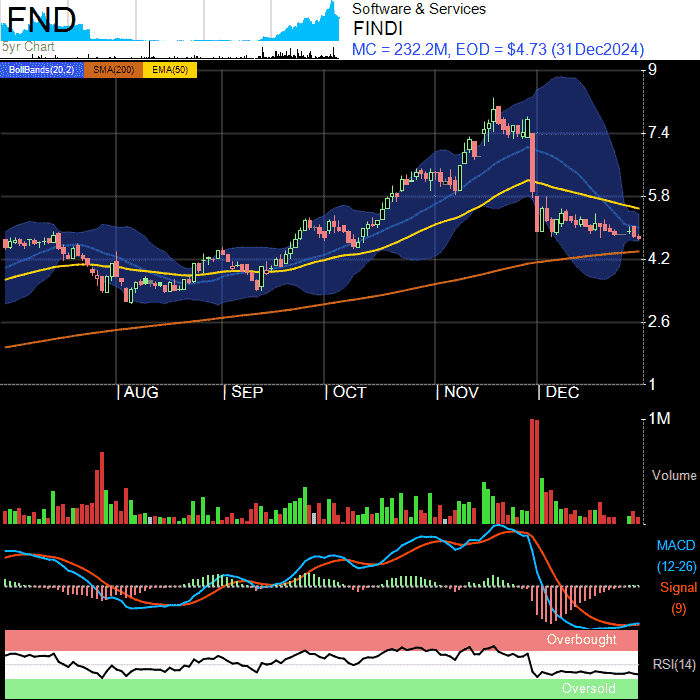 FND
5yr Chart
Software & Services
FINDI
MC = 232.2M, EOD = $4.73 (31Dec2024)
BollBands(20,2) SMA(200) EMA(50)
9
7.4
5.8
4.2
2.6
1
AUG SEP OCT NOV DEC
1M
Volume
MACD
(12-26)
Signal
(9)
Overbought
RSI(14)
Oversold